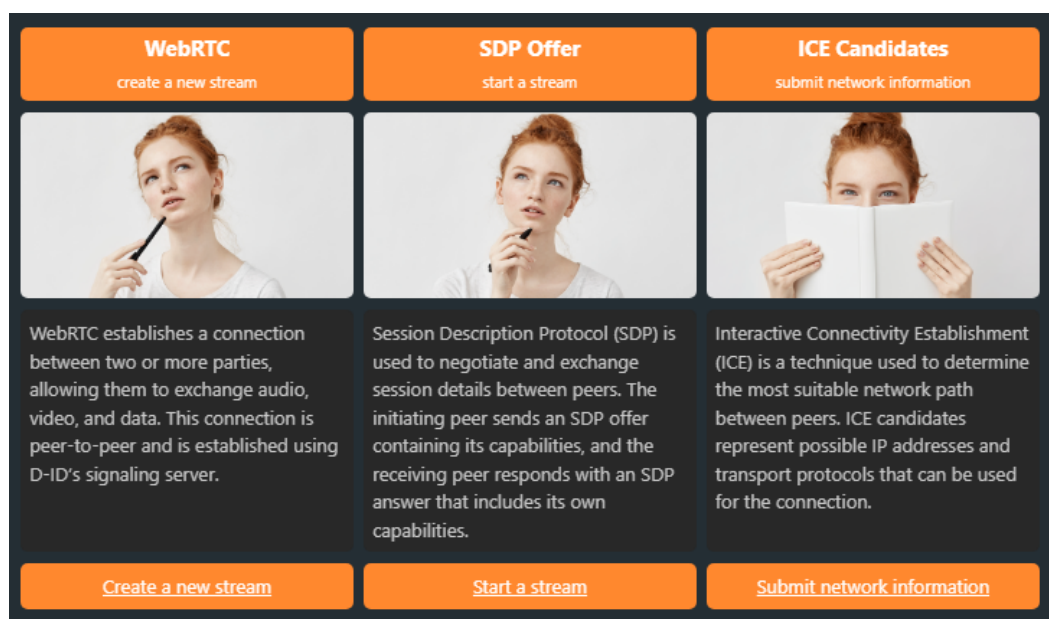 WebRTC
create a new stream
SDP Offer
start a stream
ICE Candidates
submit network information
WebRTC establishes a connection
between two or more parties,
allowing them to exchange audio,
video, and data. This connection is
peer-to-peer and is established using
D-ID's signaling server.
Session Description Protocol (SDP) is
used to negotiate and exchange
session details between peers. The
initiating peer sends an SDP offer
containing its capabilities, and the
receiving peer responds with an SDP
answer that includes its own
capabilities.
Interactive Connectivity Establishment
(ICE) is a technique used to determine
the most suitable network path
between peers. ICE candidates
represent possible IP addresses and
transport protocols that can be used
for the connection.
Create a new stream
Start a stream
Submit network information